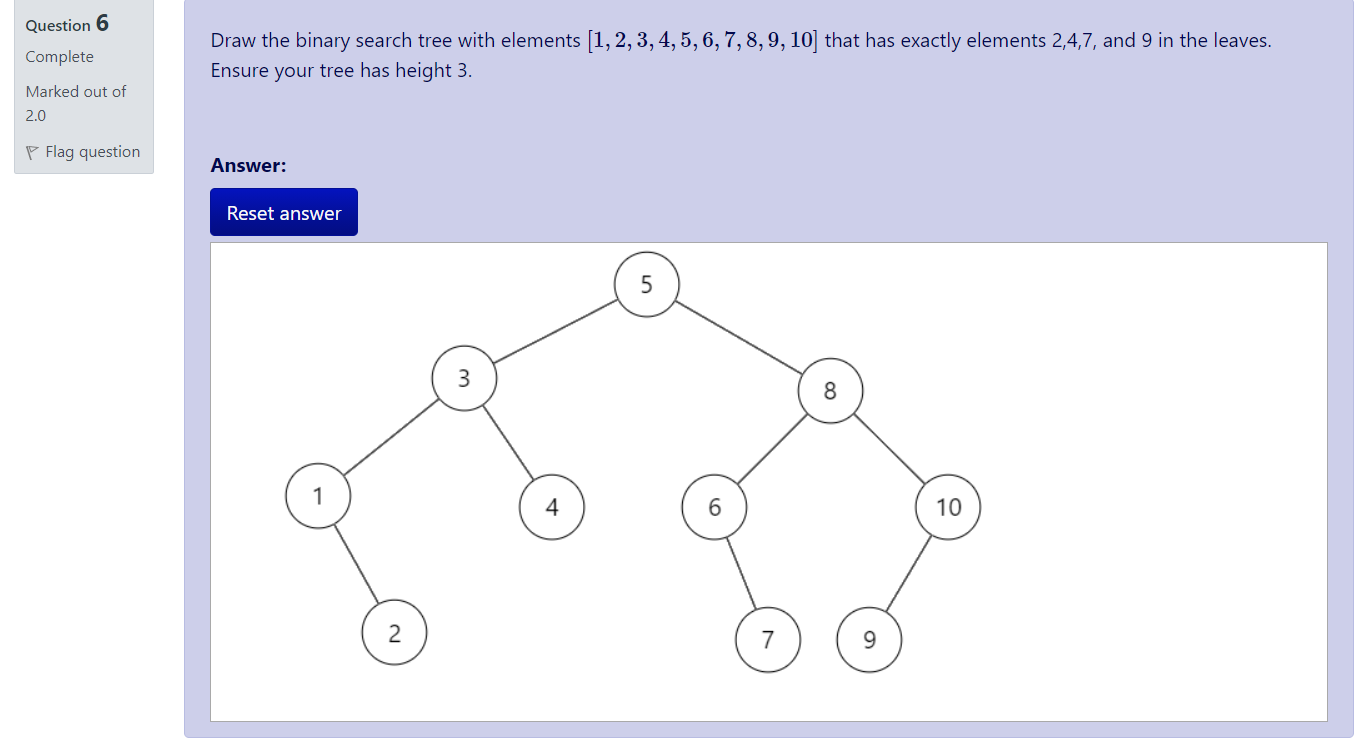 Question 6
Complete
Marked out of
2.0
Flag question
Draw the binary search tree with elements [1, 2, 3, 4, 5, 6, 7, 8, 9, 10] that has exactly elements 2,4,7, and 9 in the leaves.
Ensure your tree has height 3.
Answer:
Reset answer
5
3
8
1
4
6
10
2
7
9